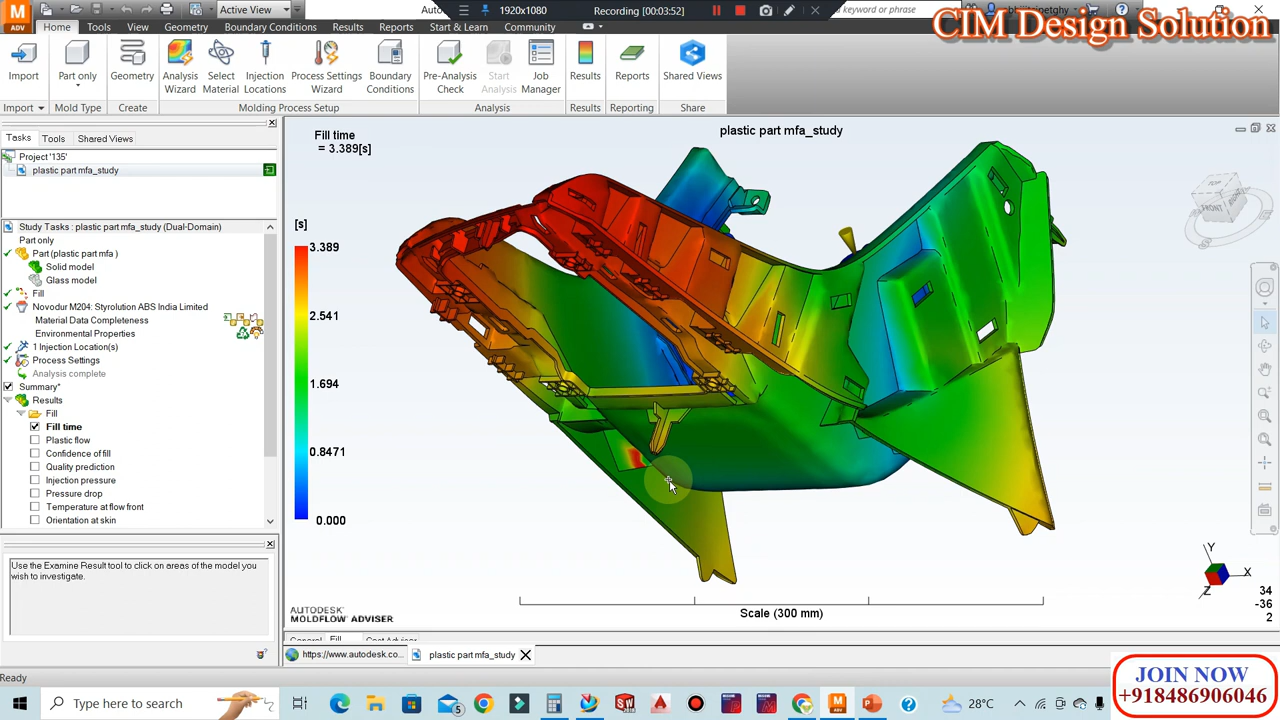 Active View
1920x1080
Recording [00:03:52]
keyword or phrase
CIM Design Solution
M
ADV
Home
Tools
View
Geometry
Boundary Conditions
Results
Reports
Start & Learn
Community
Import
Part only
Geometry
Analysis
Wizard
Select
Material
Injection
Locations
Process Settings
Wizard
Boundary
Conditions
Pre-Analysis
Check
Start
Analysis
Job
Manager
Results
Reports
Shared Views
Import
Mold Type
Create
Molding Process Setup
Analysis
Results
Reporting
Share
Tasks
Tools
Shared Views
Project '135'
plastic part mfa_study
Study Tasks : plastic part mfa_study (Dual-Domain)
Part only
Part (plastic part mfa )
Solid model
Glass model
Fill
Novodur M204: Styrolution ABS India Limited
Material Data Completeness
Environmental Properties
1 Injection Location(s)
Process Settings
Analysis complete
Summary*
Results
Fill
Fill time
Plastic flow
Confidence of fill
Quality prediction
Injection pressure
Pressure drop
Temperature at flow front
Orientation at skin
Use the Examine Result tool to click on areas of the model you
wish to investigate.
Fill time
= 3.389[s]
plastic part mfa_study
[s]
3.389
2.541
1.694
0.8471
0.000
TOP
FRONT
RIGHT
Y
X
Z
34
-36
2
AUTODESK
MOLDFLOW ADVISER
Scale (300 mm)
https://www.autodesk.co...
plastic part mfa_study
Ready
JOIN NOW
+918486906046
Type here to search
5
28°C